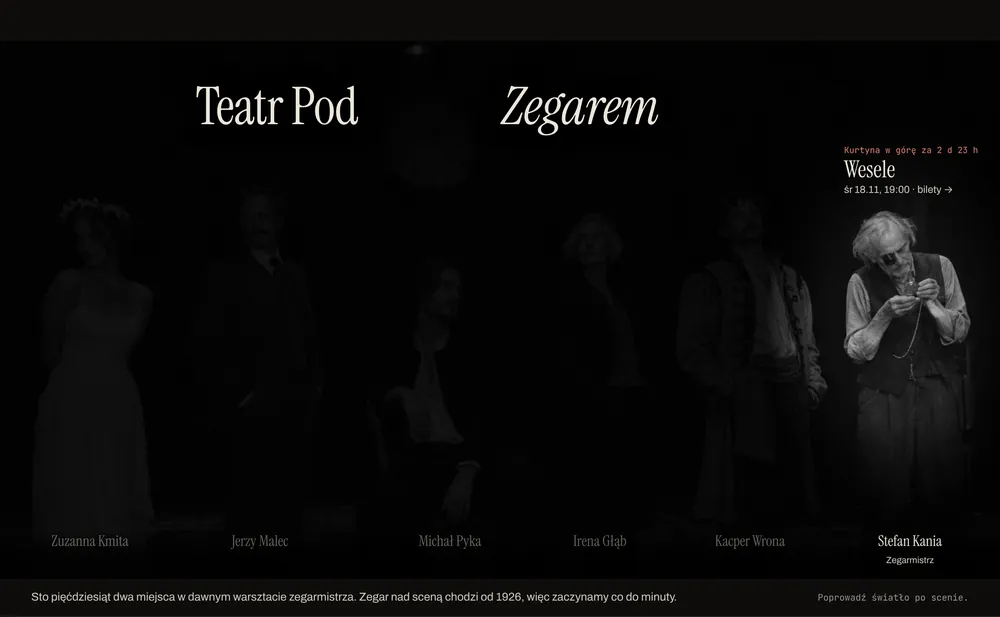 Teatr Pod Zegarem
Kurtyna w górę za 2 d 23 h
Wesele
śr 18.11, 19:00 · bilety →
Zuzanna Kmita
Jerzy Malec
Michał Pyka
Irena Głąb
Kacper Wrona
Stefan Kania
Zegarmistrz
Sto pięćdziesiąt dwa miejsca w dawnym warsztacie zegarmistrza. Zegar nad sceną chodzi od 1926, więc zaczynamy co do minuty.
Poprowadź światło po scenie.